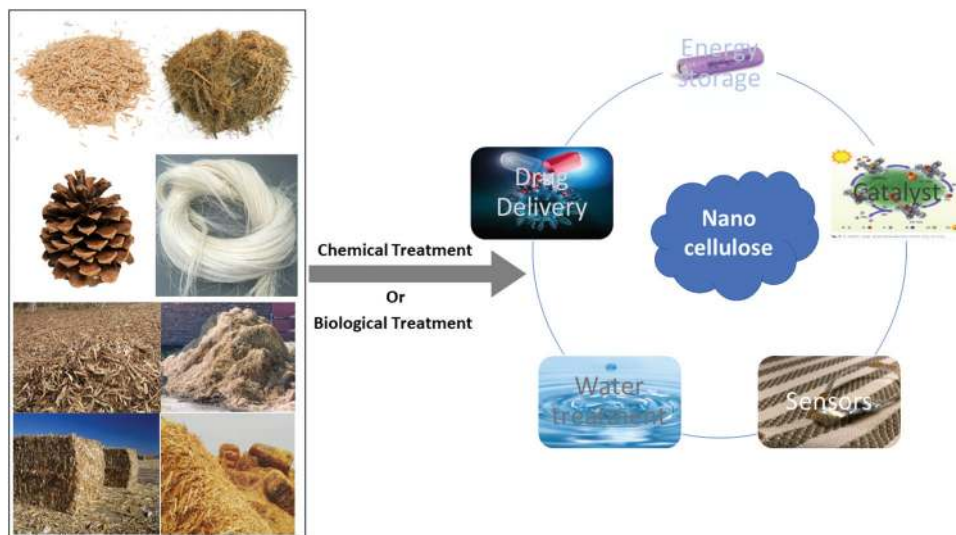 Energy
storage
Drug
Delivery
Catalyst
Nano
cellulose
Chemical Treatment
Or
Biological Treatment
Water
treatment
Sensors